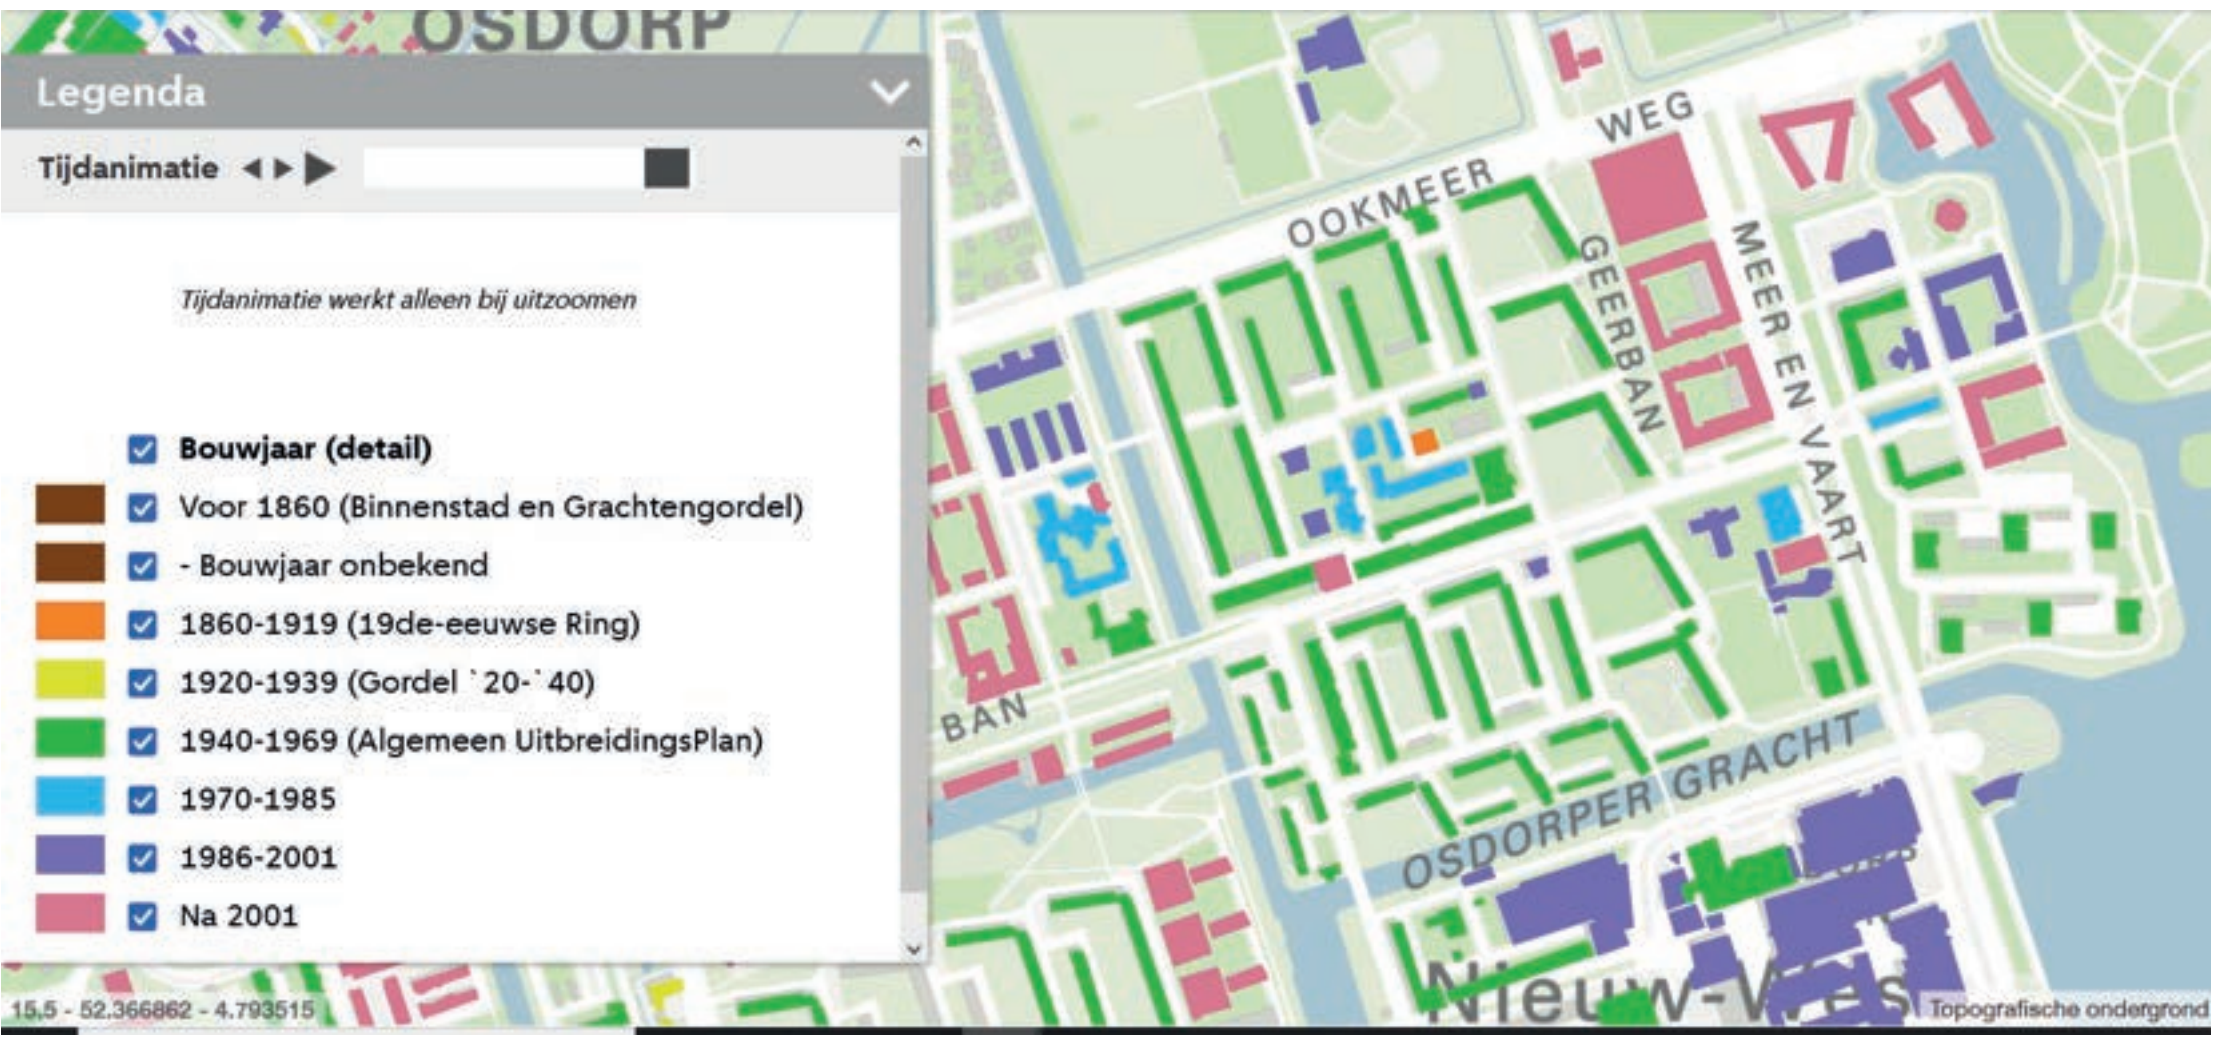 OSDORP
Legenda
Tijdanimatie
Tijdanimatie werkt alleen bij uitzoomen
Bouwjaar (detail)
Voor 1860 (Binnenstad en Grachtengordel)
- Bouwjaar onbekend
1860-1919 (19de-eeuwse Ring)
1920-1939 (Gordel `20-`40)
1940-1969 (Algemeen UitbreidingsPlan)
1970-1985
1986-2001
Na 2001
15.5 - 52.366862 - 4.793515
OOKMEER
WEG
GEERBAN
MEER EN VAART
BAN
OSDORPER GRACHT
Nieuw-Wes
Topografische ondergrond